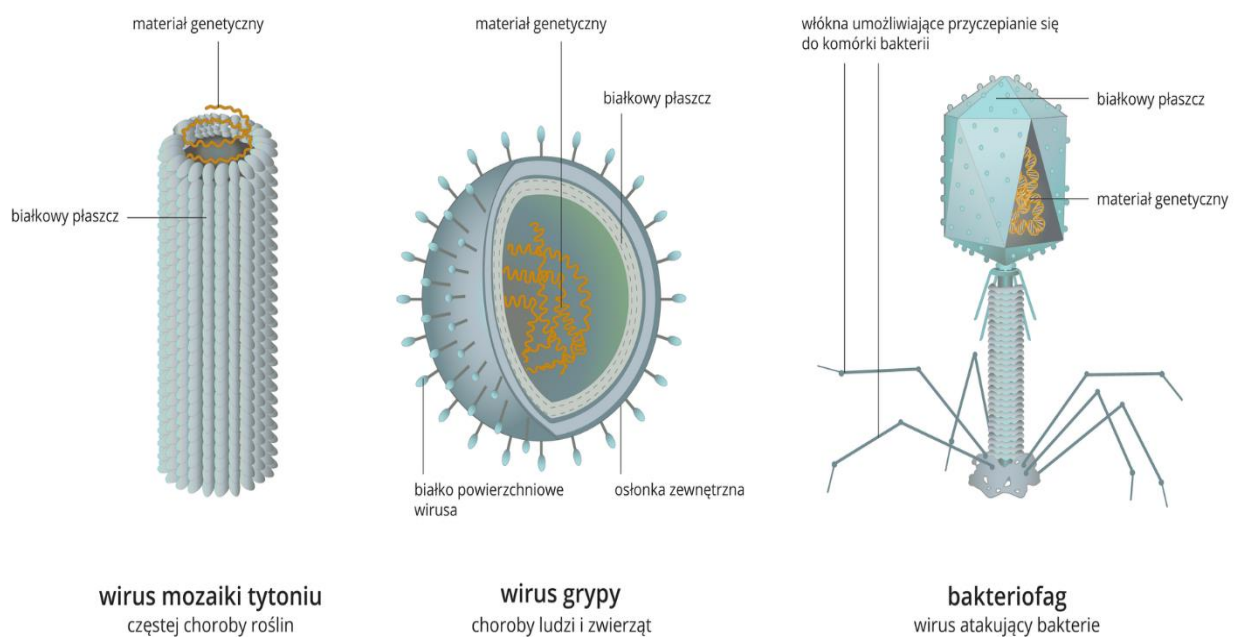 materiał genetyczny
białkowy płaszcz
wirus mozaiki tytoniu
częstej choroby roślin
materiał genetyczny
białkowy płaszcz
białko powierzchniowe
wirusa
osłonka zewnętrzna
wirus grypy
choroby ludzi i zwierząt
włókna umożliwiające przyczepianie się
do komórki bakterii
białkowy płaszcz
materiał genetyczny
bakteriofag
wirus atakujący bakterie